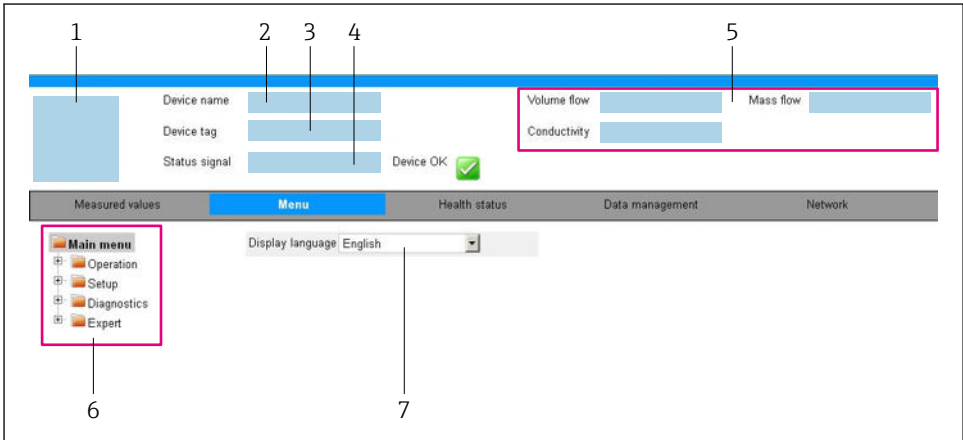 1 2 3 4 5
Device name Volume flow Mass flow
Device tag Conductivity
Status signal Device OK
Measured values Menu Health status Data management Network
Main menu Display language English
Operation
Setup
Diagnostics
Expert
6 7